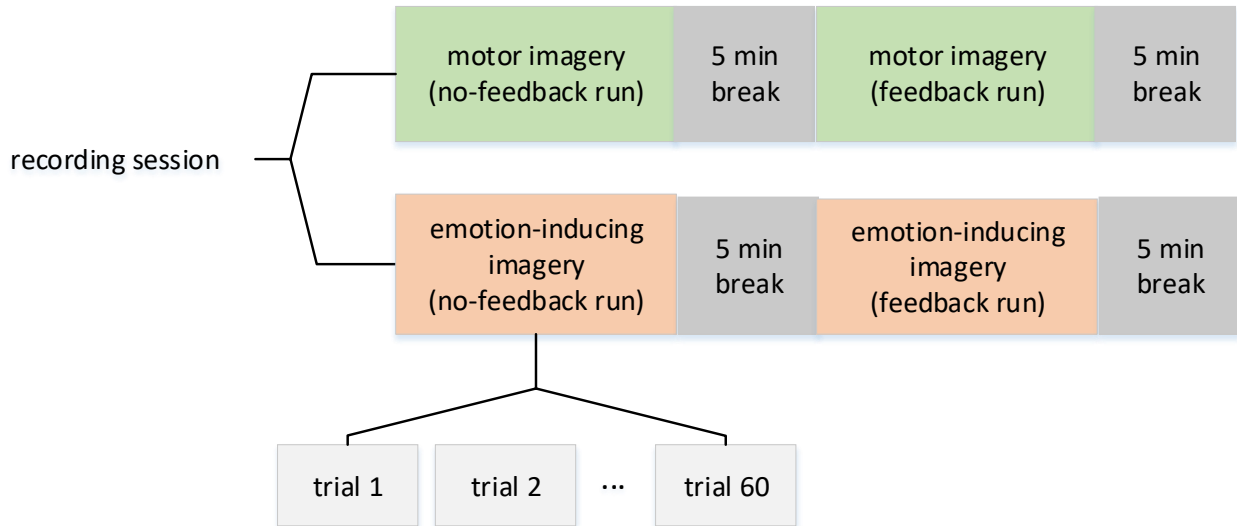 motor imagery
(no-feedback run)
5 min
break
motor imagery
(feedback run)
5 min
break
recording session
emotion-inducing
imagery
(no-feedback run)
5 min
break
emotion-inducing
imagery
(feedback run)
5 min
break
trial 1
trial 2
...
trial 60